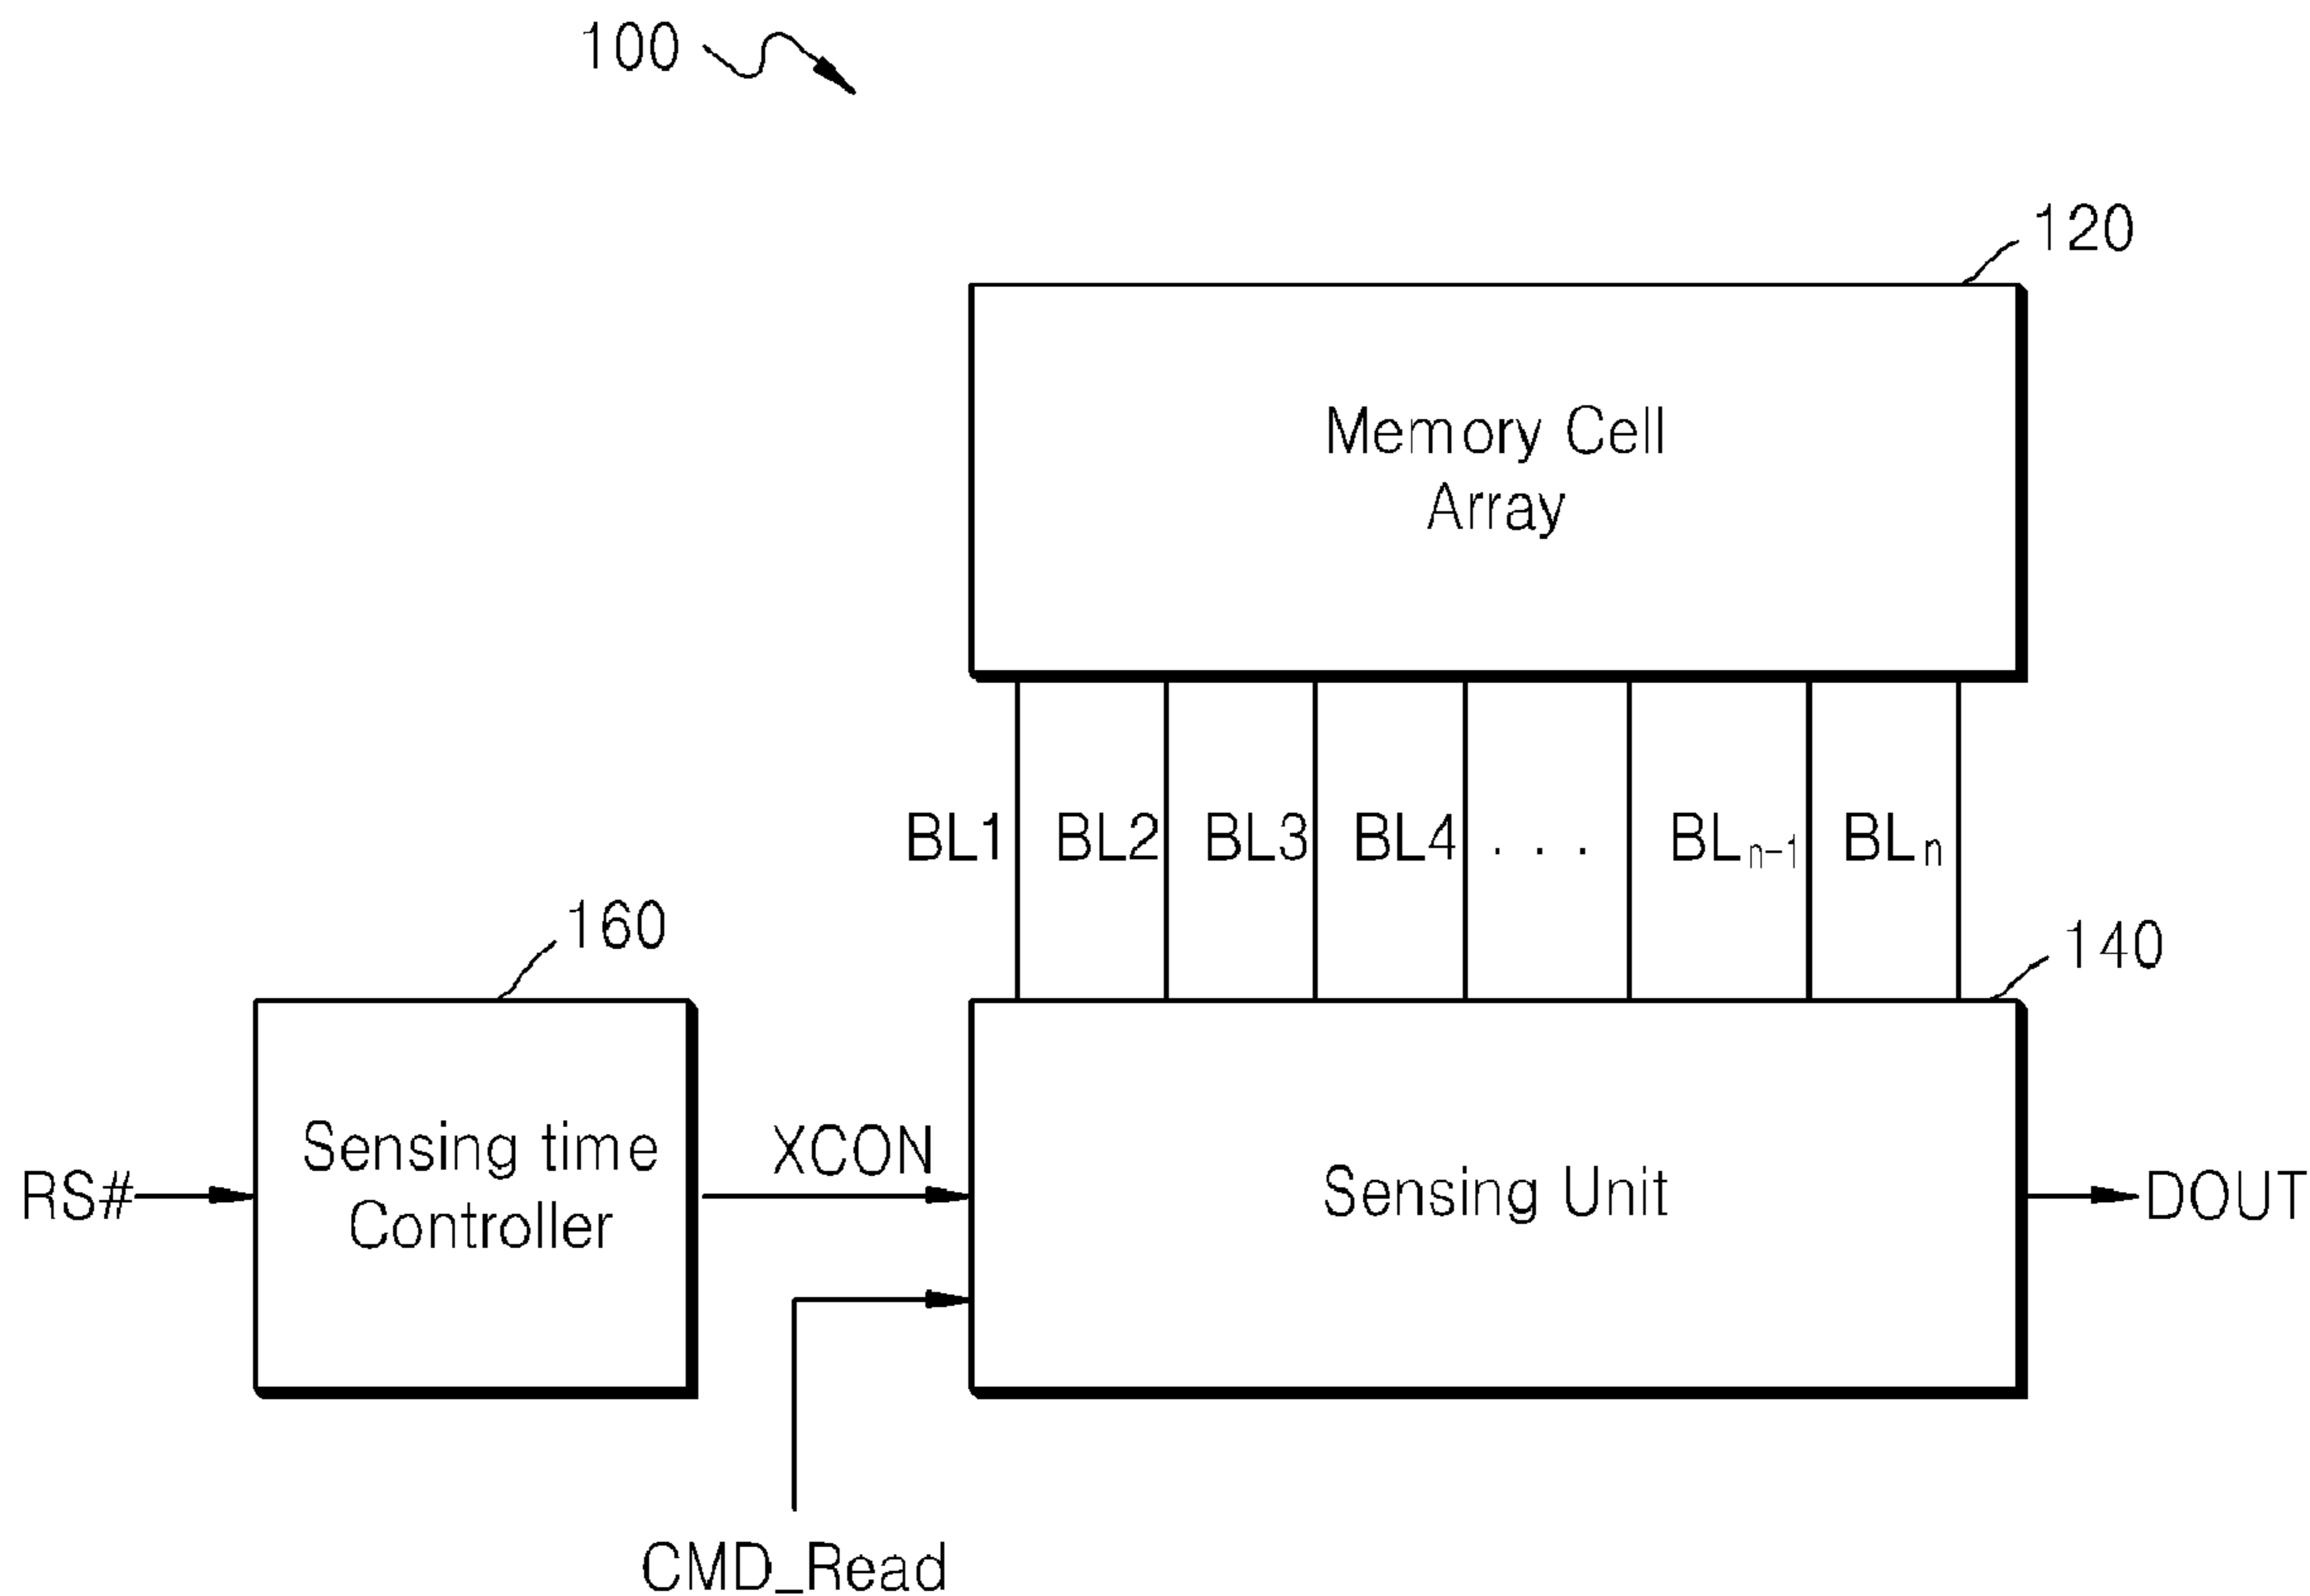 100
120
Memory Cell
Array
BL1 BL2 BL3 BL4 . . . BLn-1 BLn
160
140
Sensing time
Controller
XCON
RS#
Sensing Unit
DOUT
CMD_Read